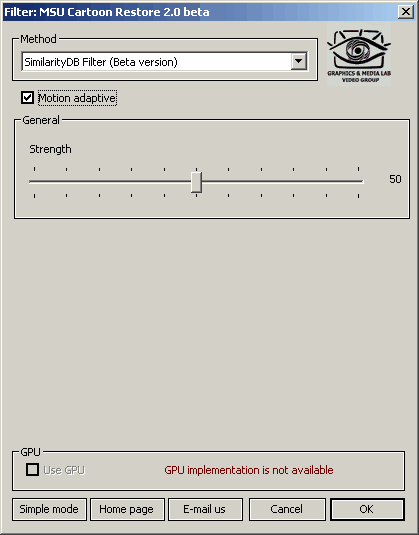 Filter: MSU Cartoon Restore 2.0 beta
Method
SimilarityDB Filter (Beta version)
GRAPHICS & MEDIA LAB
VIDEO GROUP
Motion adaptive
General
Strength
50
GPU
Use GPU
GPU implementation is not available
Simple mode
Home page
E-mail us
Cancel
OK